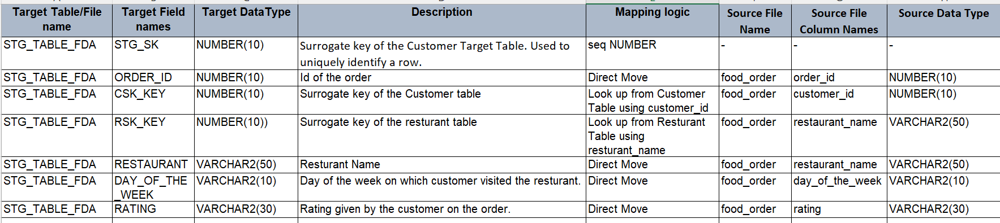 Target Table/File name | Target Field names | Target DataType | Description | Mapping logic | Source File Name | Source File Column Names | Source Data Type
STG_TABLE_FDA | STG_SK | NUMBER(10) | Surrogate key of the Customer Target Table. Used to uniquely identify a row. | seq NUMBER | - | - | -
STG_TABLE_FDA | ORDER_ID | NUMBER(10) | Id of the order | Direct Move | food_order | order_id | NUMBER(10)
STG_TABLE_FDA | CSK_KEY | NUMBER(10) | Surrogate key of the Customer table | Look up from Customer Table using customer_id | food_order | customer_id | NUMBER(10)
STG_TABLE_FDA | RSK_KEY | NUMBER(10)) | Surrogate key of the resturant table | Look up from Resturant Table using resturant_name | food_order | restaurant_name | VARCHAR2(50)
STG_TABLE_FDA | RESTAURANT | VARCHAR2(50) | Resturant Name | Direct Move | food_order | restaurant_name | VARCHAR2(50)
STG_TABLE_FDA | DAY_OF_THE_WEEK | VARCHAR2(10) | Day of the week on which customer visited the resturant. | Direct Move | food_order | day_of_the_week | VARCHAR2(10)
STG_TABLE_FDA | RATING | VARCHAR2(30) | Rating given by the customer on the order. | Direct Move | food_order | rating | VARCHAR2(30)